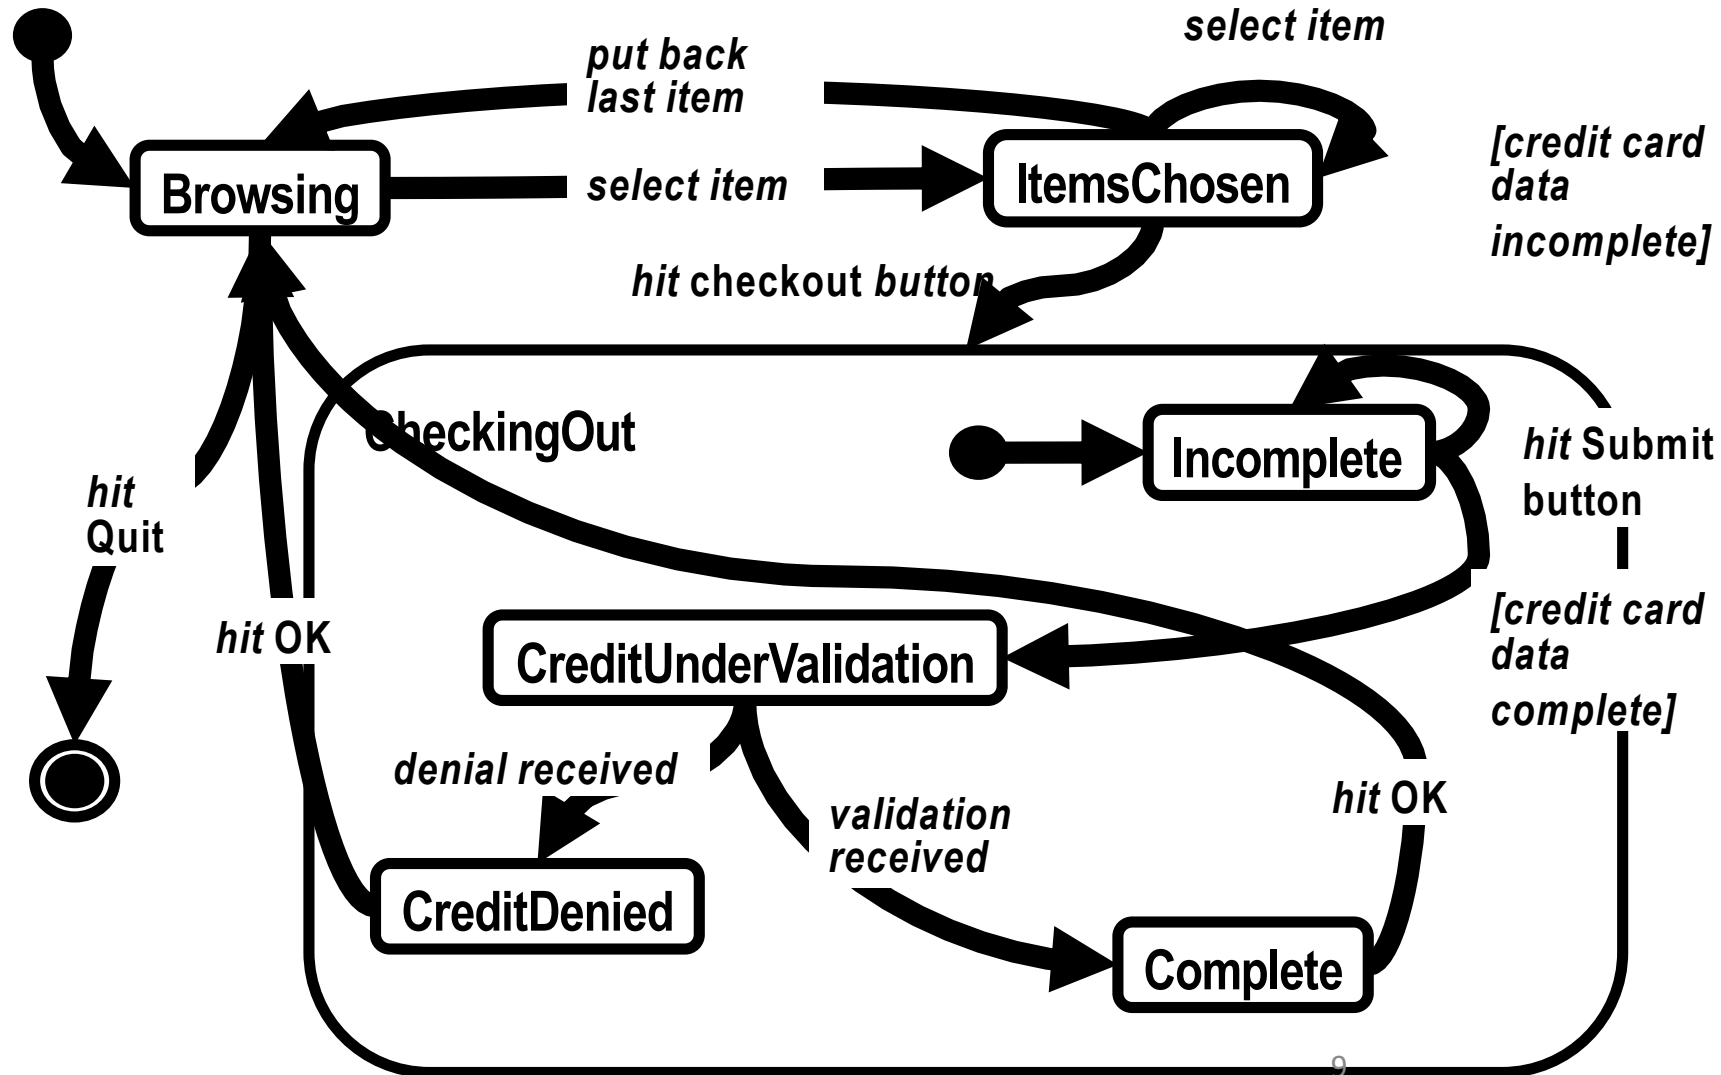 select item
put back
last item
[credit card
data
incomplete]
Browsing
select item
ItemsChosen
hit checkout button
CheckingOut
Incomplete
hit Submit
button
hit
Quit
[credit card
data
complete]
hit OK
CreditUnderValidation
denial received
validation
received
hit OK
CreditDenied
Complete
9